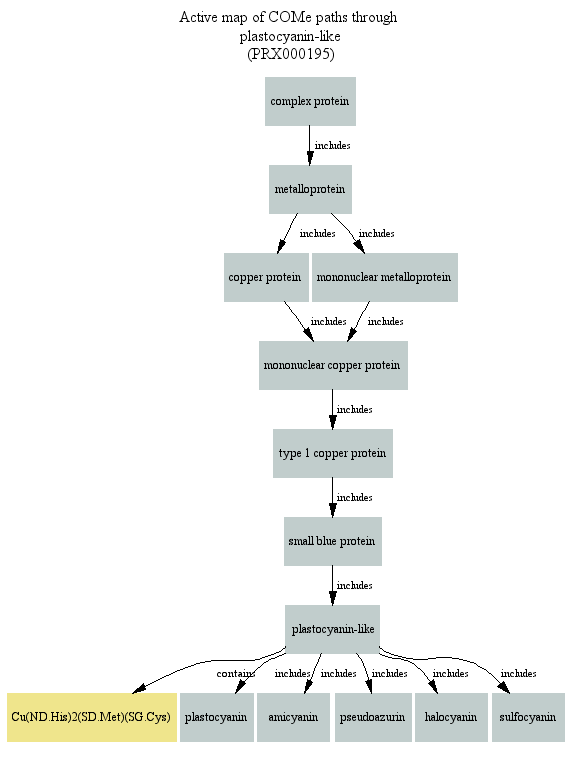 Active map of COMe paths through
plastocyanin-like
(PRX000195)
complex protein
includes
metalloprotein
includes includes
copper protein mononuclear metalloprotein
includes includes
mononuclear copper protein
includes
type 1 copper protein
includes
small blue protein
includes
plastocyanin-like
contains includes includes includes includes includes
Cu(ND.His)2(SD.Met)(SG.Cys) plastocyanin amicyanin pseudoazurin halocyanin sulfocyanin